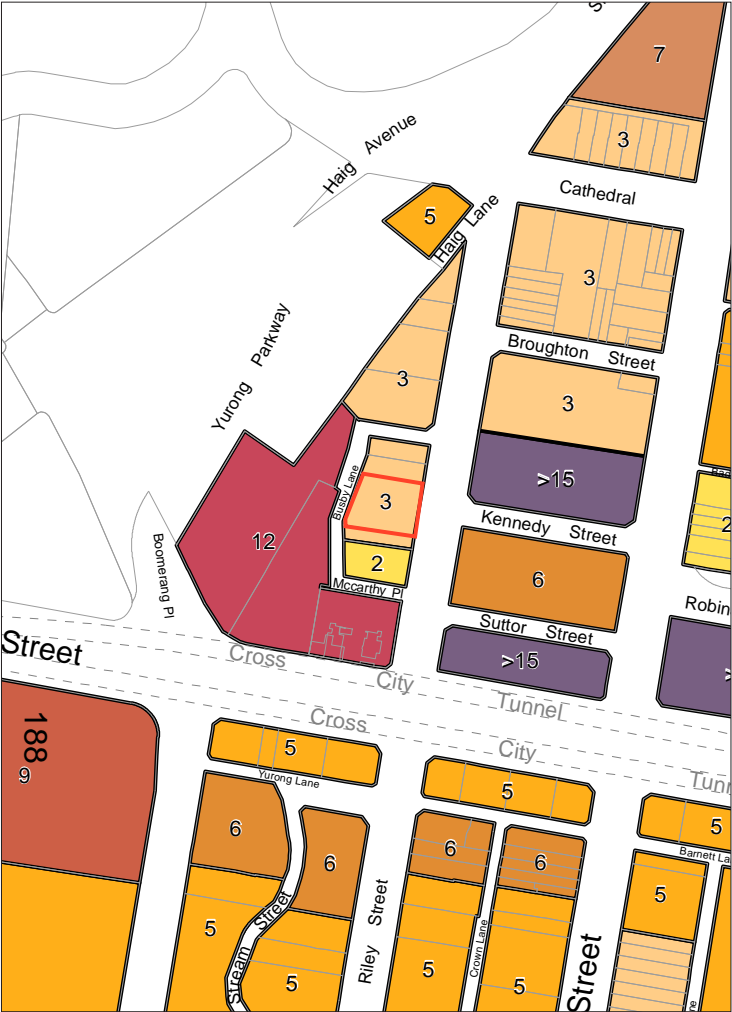 7
3
Haig Avenue
Cathedral
5
Haig Lane
3
Broughton Street
Yurong Parkway
3
3
>15
Busby Lane
3
2
12
Kennedy Street
2
Boomerang Pl
Mccarthy Pl
6
Robin
Suttor Street
>15
Street
Cross
City
Tunnel
>
188
9
Cross
City
Tunn
5
Yurong Lane
5
5
Barnett La
6
6
6
6
5
5
Stream Street
5
Riley Street
5
Crown Lane
5
Street
ne